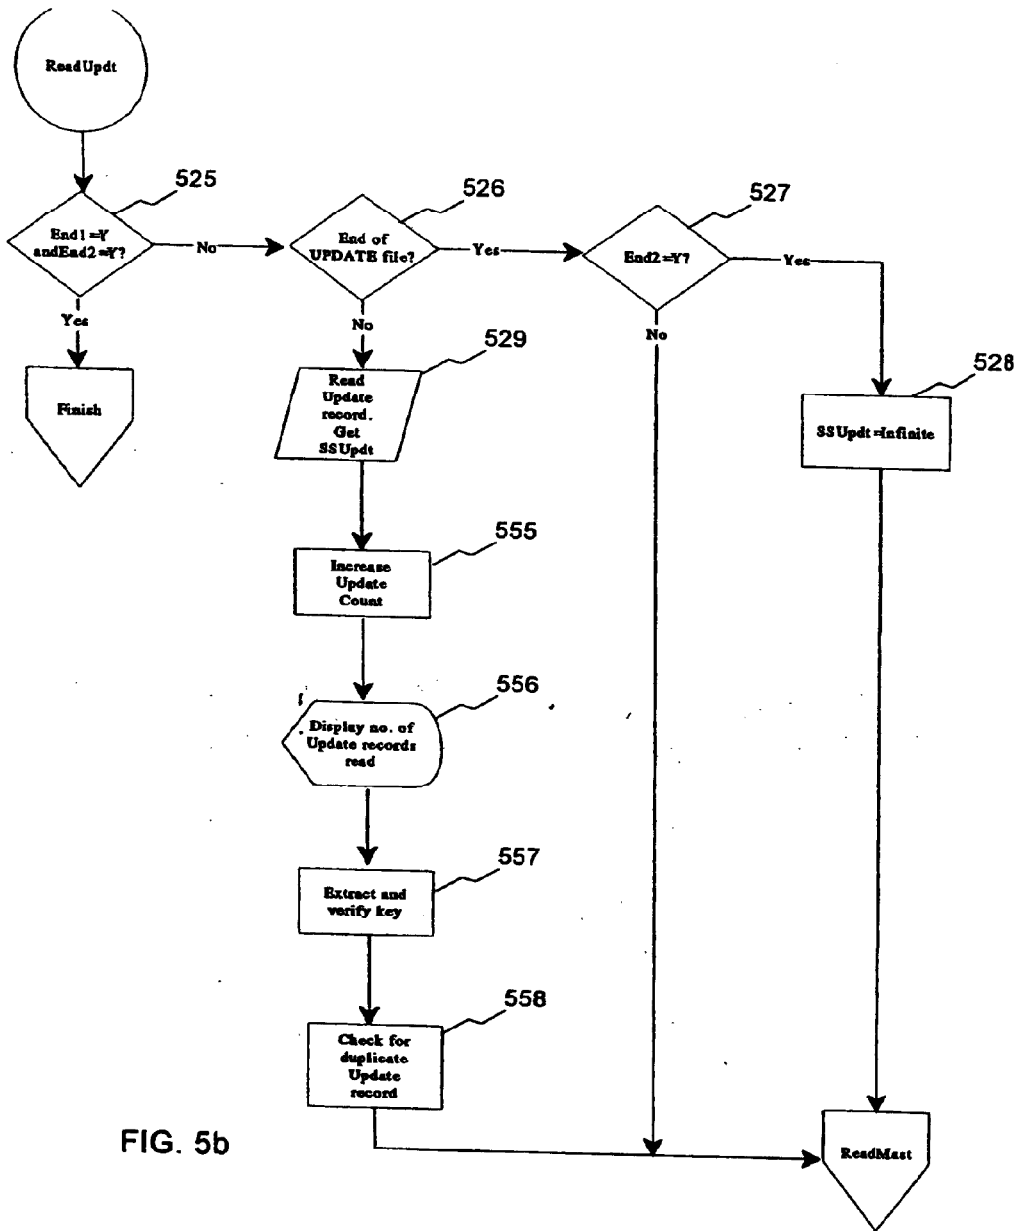 ReadUpdt
525
End1=Y
andEnd2=Y?
No
Yes
Finish
526
End of
UPDATE file?
Yes
No
527
End2=Y?
Yes
No
528
SSUpdt=Infinite
529
Read
Update
record.
Get
SSUpdt
555
Increase
Update
Count
556
Display no. of
Update records
read
557
Extract and
verify key
558
Check for
duplicate
Update
record
ReadMast
FIG. 5b